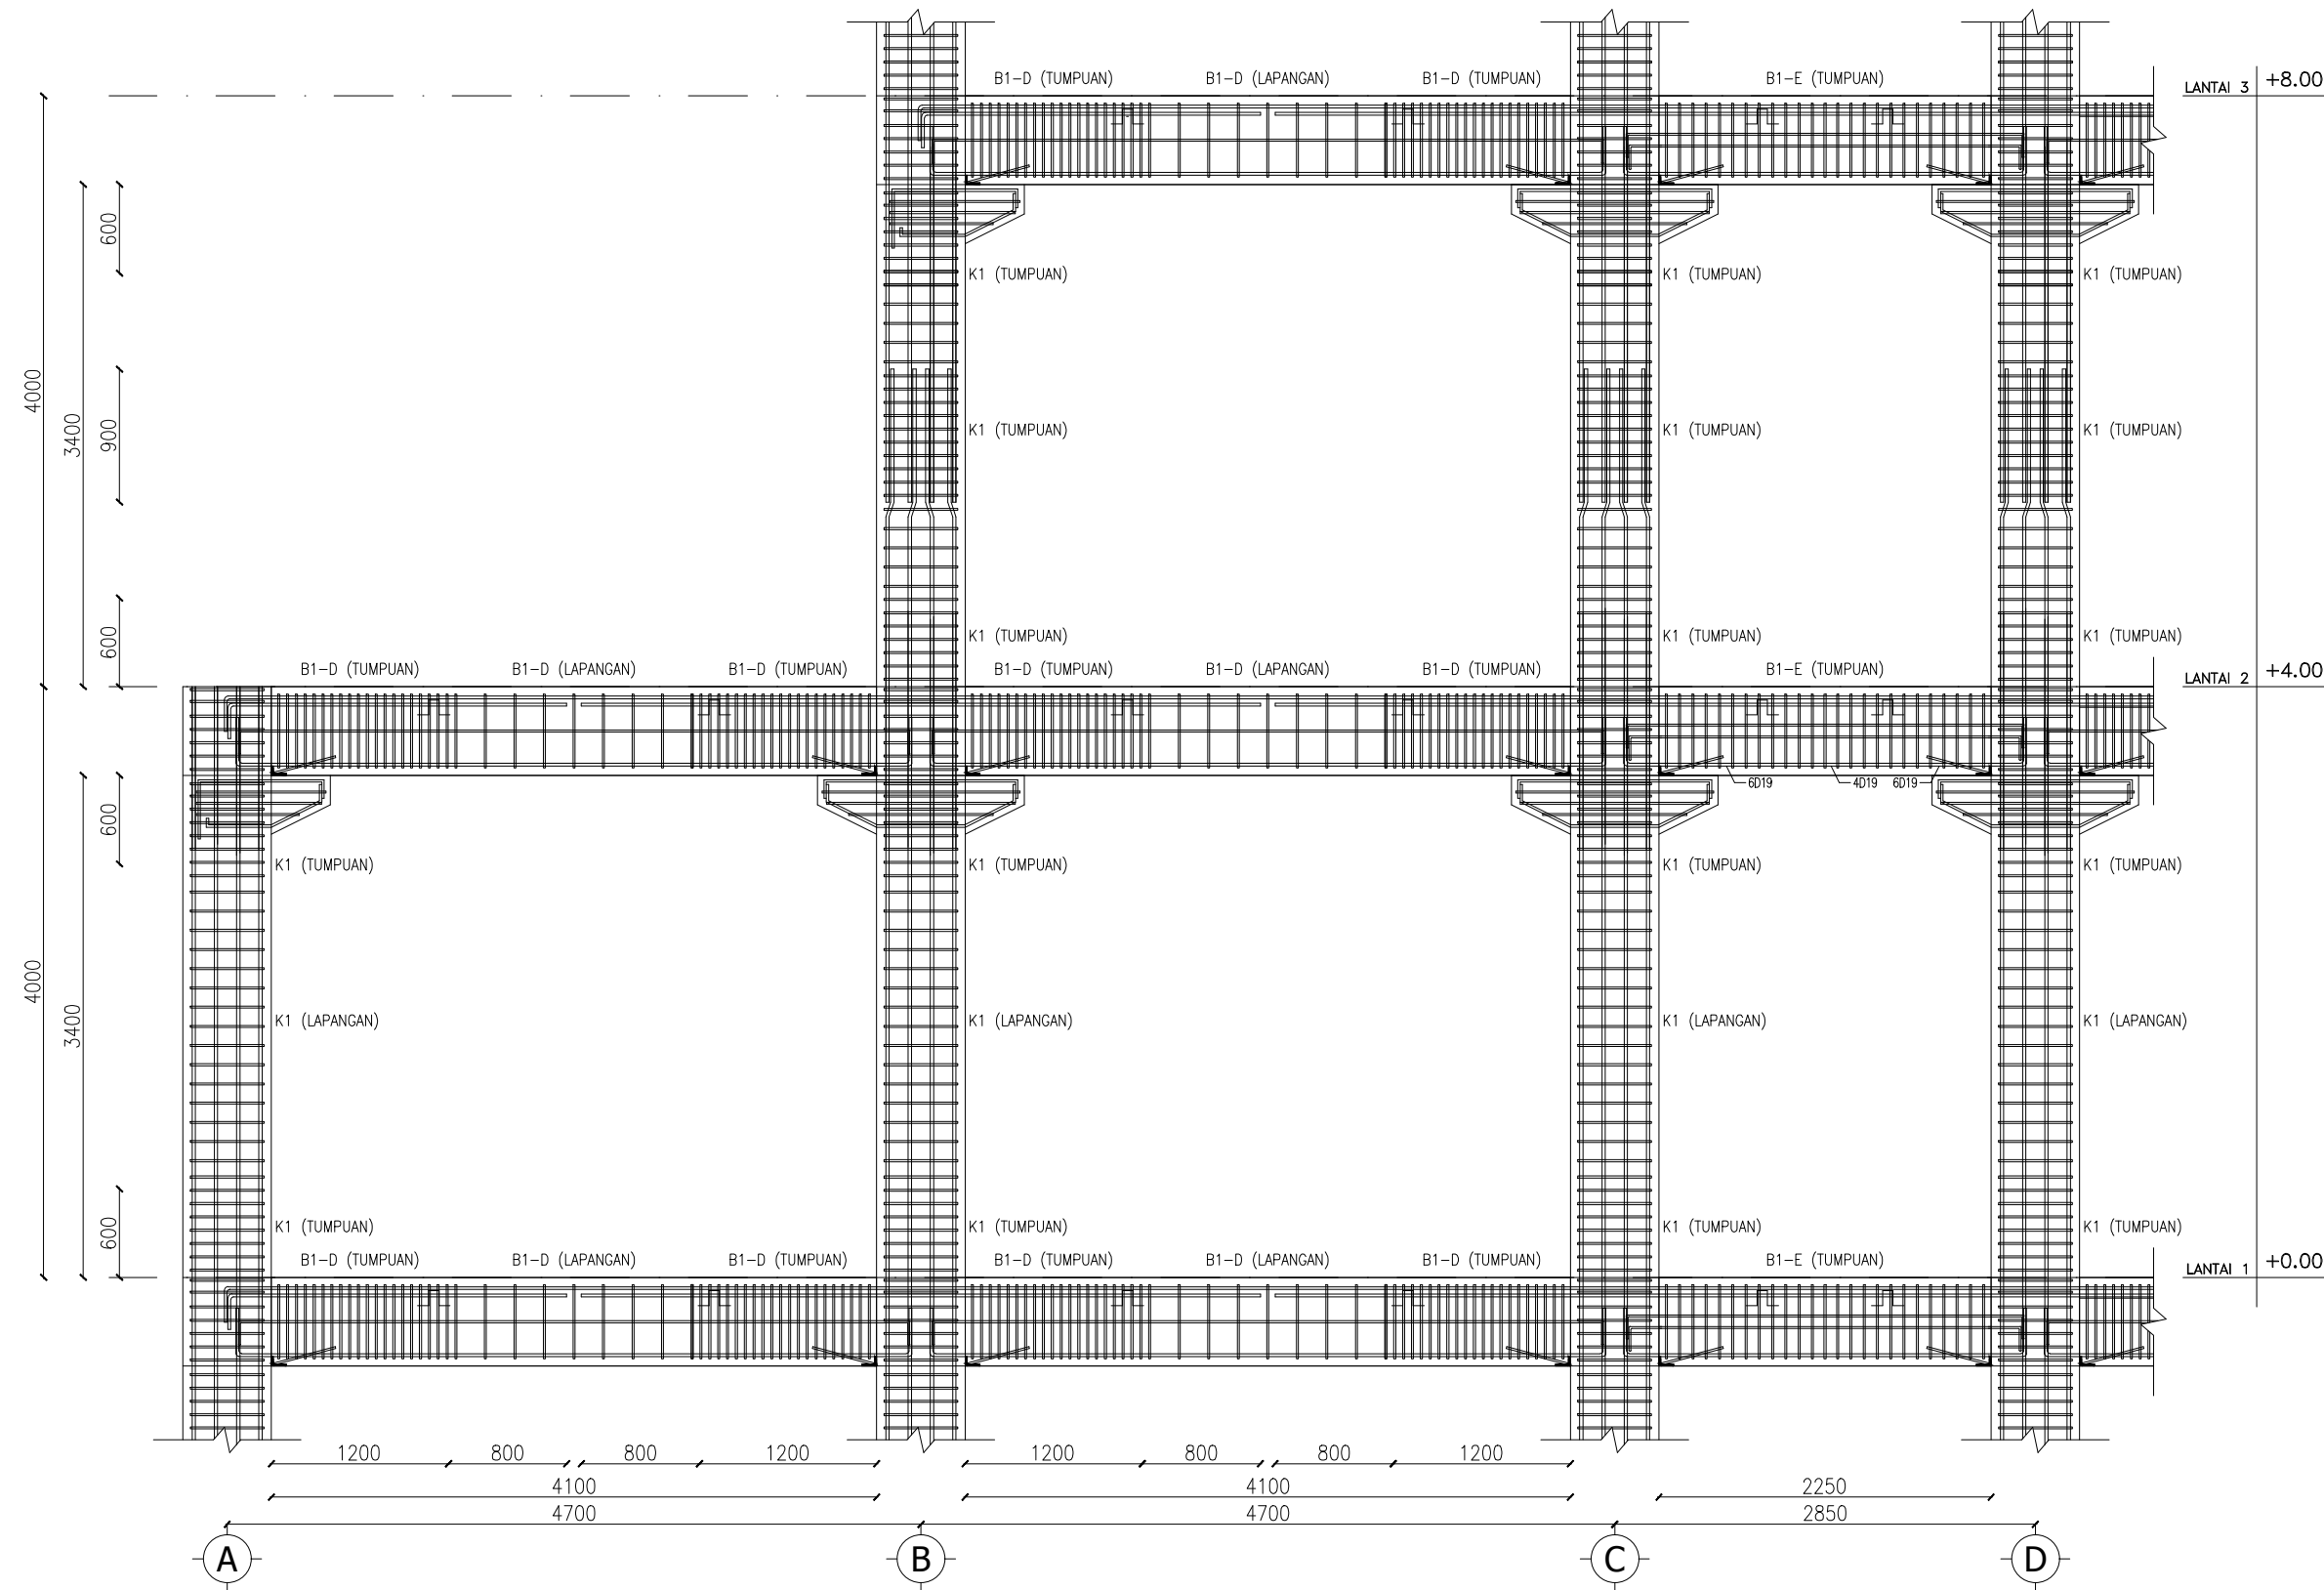 B1-D (TUMPUAN) B1-D (LAPANGAN) B1-D (TUMPUAN) B1-E (TUMPUAN)
LANTAI 3 +8.00
600
K1 (TUMPUAN) K1 (TUMPUAN) K1 (TUMPUAN)
4000
3400
900
K1 (TUMPUAN) K1 (TUMPUAN) K1 (TUMPUAN)
600
K1 (TUMPUAN) K1 (TUMPUAN) K1 (TUMPUAN)
B1-D (TUMPUAN) B1-D (LAPANGAN) B1-D (TUMPUAN) B1-D (TUMPUAN) B1-D (LAPANGAN) B1-D (TUMPUAN) B1-E (TUMPUAN)
LANTAI 2 +4.00
6D19 4D19 6D19
600
K1 (TUMPUAN) K1 (TUMPUAN) K1 (TUMPUAN) K1 (TUMPUAN)
4000
3400
K1 (LAPANGAN) K1 (LAPANGAN) K1 (LAPANGAN) K1 (LAPANGAN)
600
K1 (TUMPUAN) K1 (TUMPUAN) K1 (TUMPUAN) K1 (TUMPUAN)
B1-D (TUMPUAN) B1-D (LAPANGAN) B1-D (TUMPUAN) B1-D (TUMPUAN) B1-D (LAPANGAN) B1-D (TUMPUAN) B1-E (TUMPUAN)
LANTAI 1 +0.00
1200 800 800 1200 1200 800 800 1200
4100 4100 2250
4700 4700 2850
A B C D